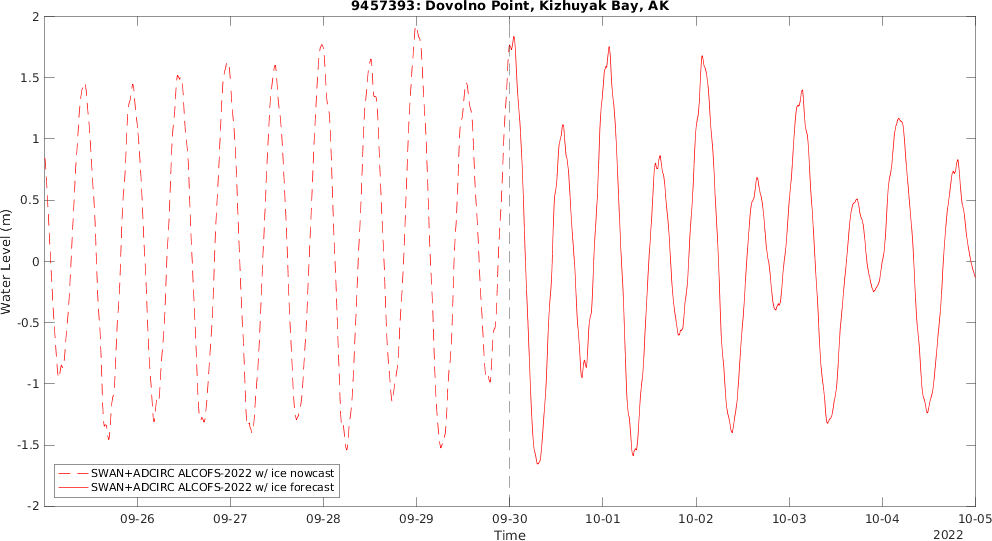 9457393: Dovolno Point, Kizhuyak Bay, AK
Water Level (m)
2
1.5
1
0.5
0
-0.5
-1
-1.5
-2
SWAN+ADCIRC ALCOFS-2022 w/ ice nowcast
SWAN+ADCIRC ALCOFS-2022 w/ ice forecast
09-26 09-27 09-28 09-29 09-30 10-01 10-02 10-03 10-04 10-05
Time
2022